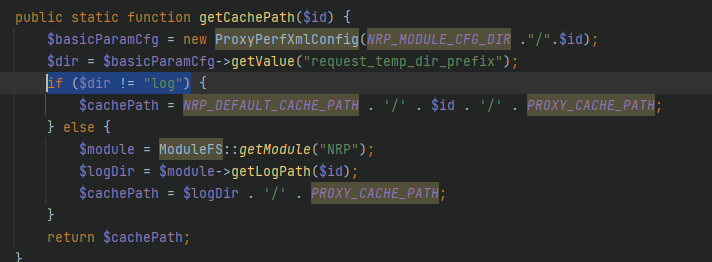 public static function getCachePath($id) {
$basicParamCfg = new ProxyPerfXmlConfig(NRP_MODULE_CFG_DIR ."/".$id);
$dir = $basicParamCfg->getValue("request_temp_dir_prefix");
if ($dir != "log") {
$cachePath = NRP_DEFAULT_CACHE_PATH . '/' . $id . '/' . PROXY_CACHE_PATH;
} else {
$module = ModuleFS::getModule("NRP");
$logDir = $module->getLogPath($id);
$cachePath = $logDir . '/' . PROXY_CACHE_PATH;
}
return $cachePath;
}